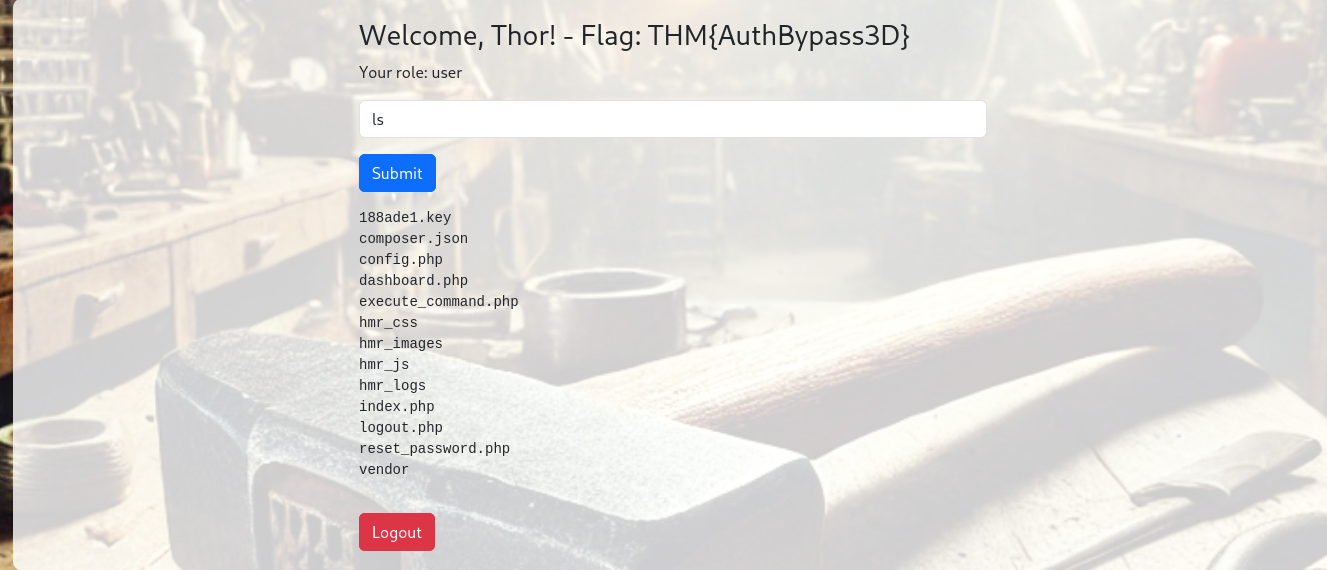 Welcome, Thor! - Flag: THM{AuthBypass3D}
Your role: user
ls
Submit
188ade1.key
composer.json
config.php
dashboard.php
execute_command.php
hmr_css
hmr_images
hmr_js
hmr_logs
index.php
logout.php
reset_password.php
vendor
Logout